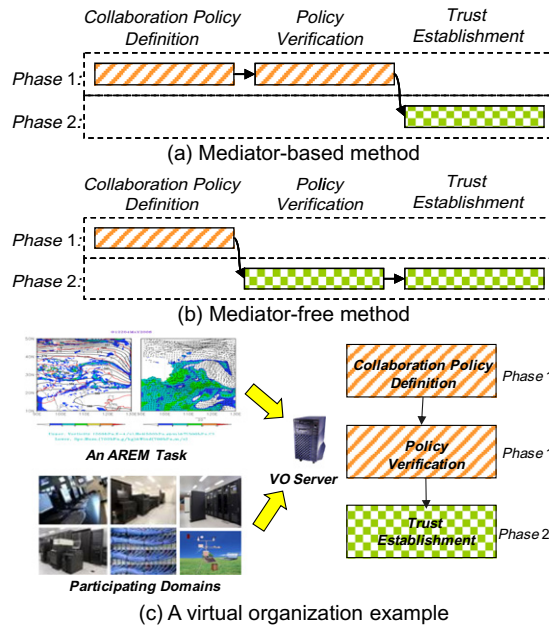 Collaboration Policy Definition
Policy Verification
Trust Establishment
Phase 1:
Phase 2:
(a) Mediator-based method
Collaboration Policy Definition
Policy Verification
Trust Establishment
Phase 1:
Phase 2:
(b) Mediator-free method
An AREM Task
Participating Domains
VO Server
Collaboration Policy Definition
Phase 1
Policy Verification
Phase 1
Trust Establishment
Phase 2
(c) A virtual organization example